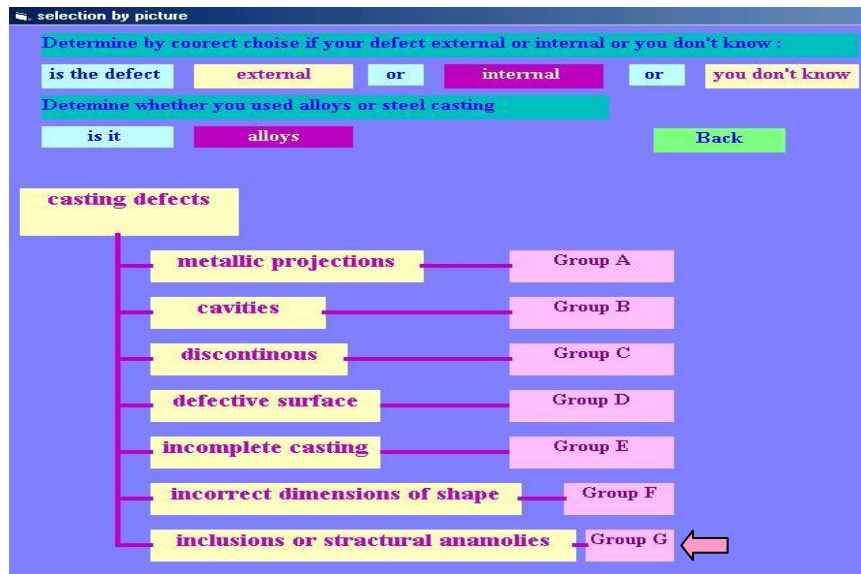 selection by picture
Determine by coorect choise if your defect external or internal or you don't know :
is the defect external or interrnal or you don't know
Detemine whether you used alloys or steel casting
is it alloys Back
casting defects
metallic projections Group A
cavities Group B
discontinous Group C
defective surface Group D
incomplete casting Group E
incorrect dimensions of shape Group F
inclusions or stractural anamolies Group G